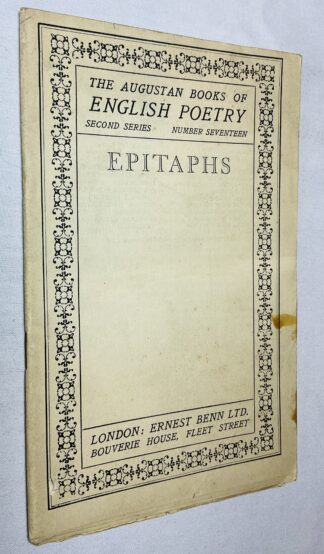 THE AUGUSTAN BOOKS OF
ENGLISH POETRY
SECOND SERIES NUMBER SEVENTEEN
EPITAPHS
LONDON: ERNEST BENN LTD.
BOUVERIE HOUSE, FLEET STREET